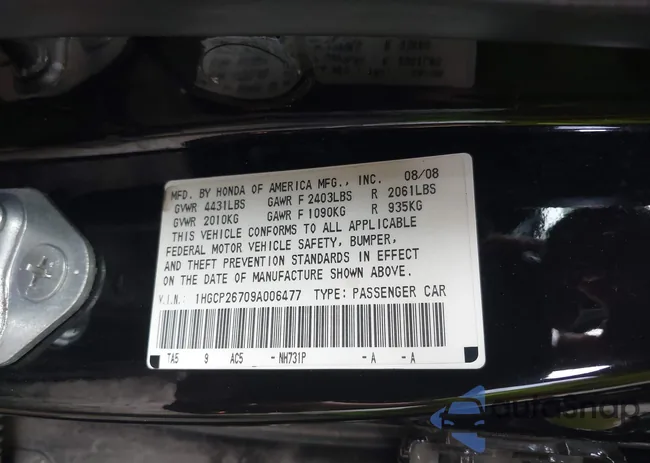 MFD. BY HONDA OF AMERICA MFG., INC. 08/08
GVWR 4431LBS GAWR F 2403LBS R 2061LBS
GVWR 2010KG GAWR F 1090KG R 935KG
THIS VEHICLE CONFORMS TO ALL APPLICABLE
FEDERAL MOTOR VEHICLE SAFETY, BUMPER,
AND THEFT PREVENTION STANDARDS IN EFFECT
ON THE DATE OF MANUFACTURE SHOWN ABOVE.
V.I.N.: 1HGCP26709A006477 TYPE: PASSENGER CAR
TA5 9 AC5 -NH731P -A -A
autoSnap